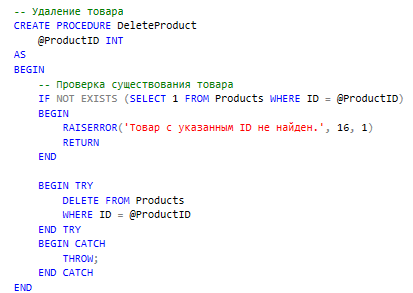 -- Удаление товара
CREATE PROCEDURE DeleteProduct
    @ProductID INT
AS
BEGIN
    -- Проверка существования товара
    IF NOT EXISTS (SELECT 1 FROM Products WHERE ID = @ProductID)
    BEGIN
        RAISERROR('Товар с указанным ID не найден.', 16, 1)
        RETURN
    END

    BEGIN TRY
        DELETE FROM Products
        WHERE ID = @ProductID
    END TRY
    BEGIN CATCH
        THROW;
    END CATCH
END